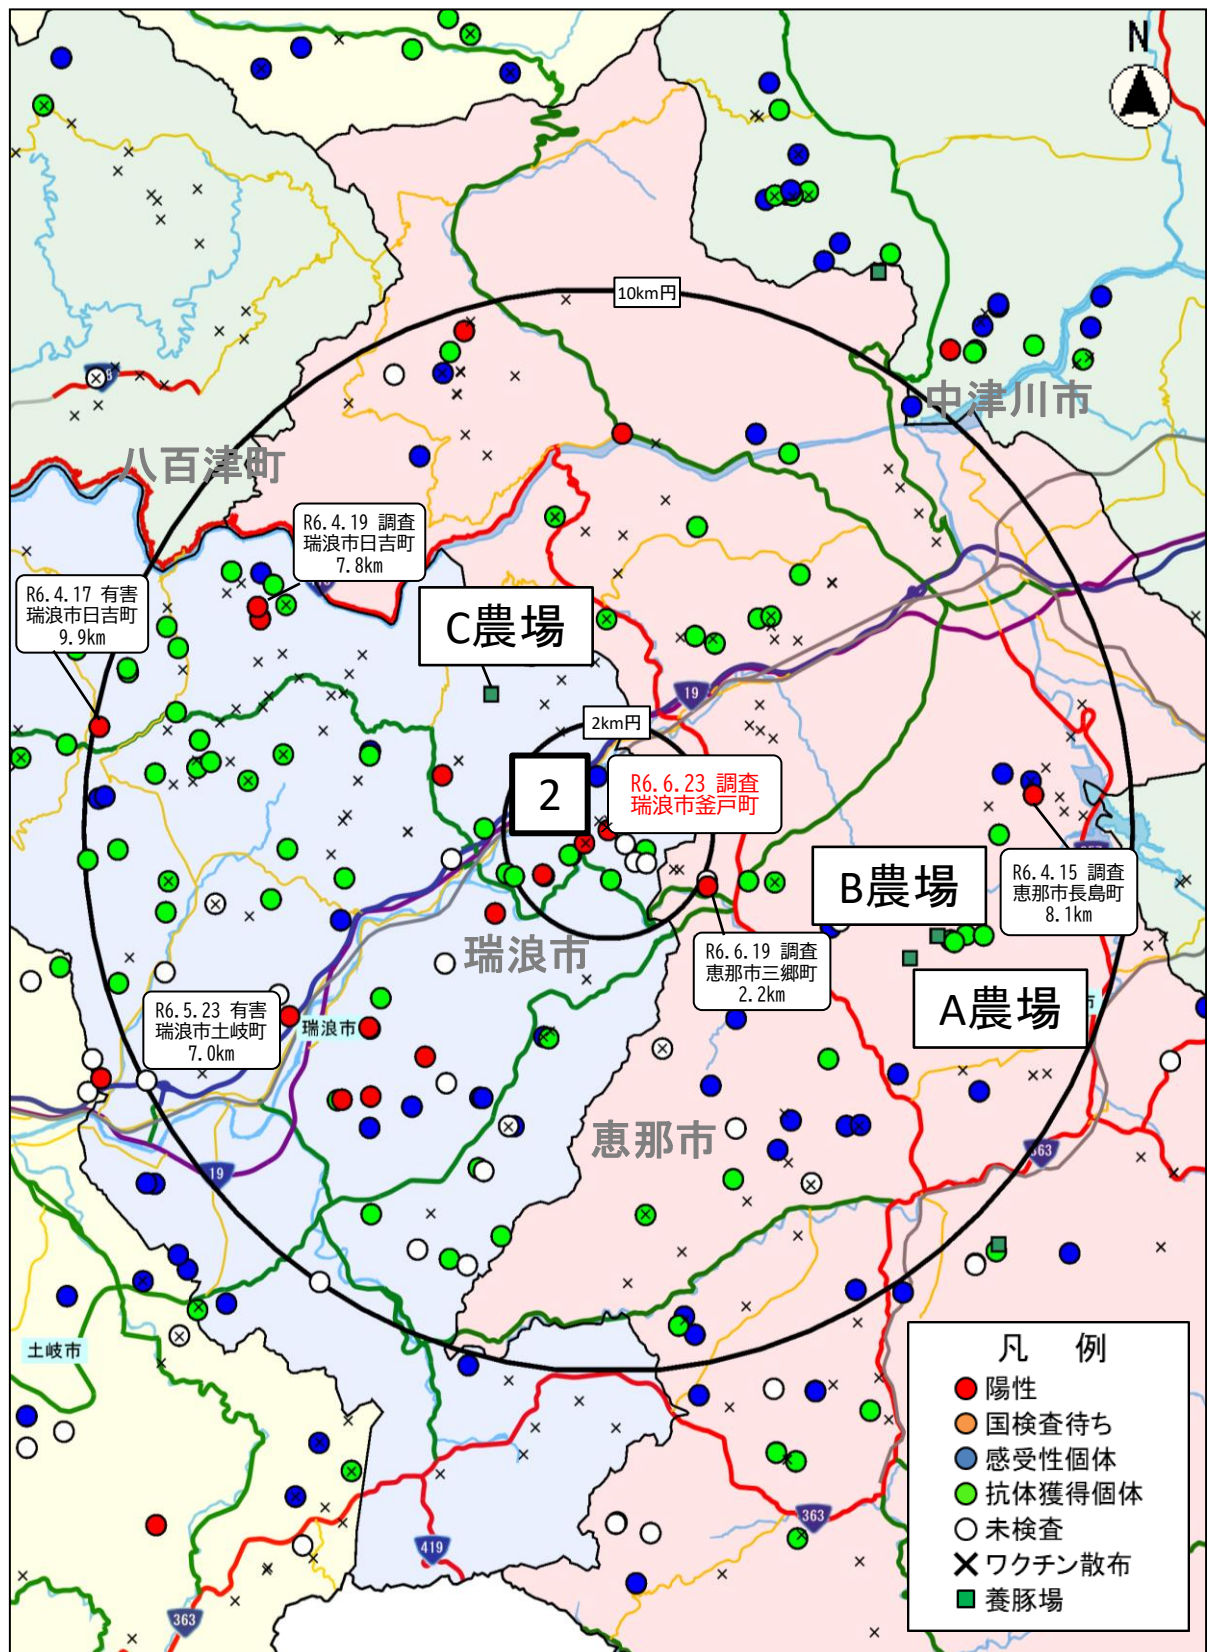 N
10km円
中津川市
八百津町
R6.4.19 調査
瑞浪市日吉町
7.8km
R6.4.17 有害
瑞浪市日吉町
9.9km
C農場
19
2km円
2
R6.6.23 調査
瑞浪市釜戸町
B農場
R6.4.15 調査
恵那市長島町
8.1km
瑞浪市
R6.6.19 調査
恵那市三郷町
2.2km
A農場
市
R6.5.23 有害
瑞浪市土岐町
7.0km
瑞浪市
恵那市
19
363
土岐市
凡 例
陽性
国検査待ち
感受性個体
抗体獲得個体
未検査
ワクチン散布
養豚場
363
419
363